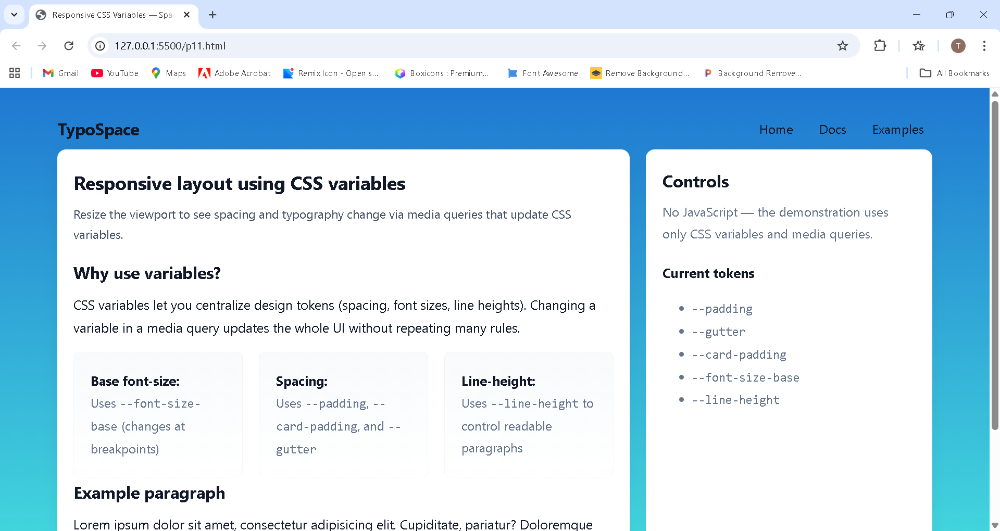 Responsive CSS Variables — Spa
127.0.0.1:5500/p11.html
T
Gmail
YouTube
Maps
Adobe Acrobat
Remix Icon - Open s...
Boxicons : Premium...
Font Awesome
Remove Background...
Background Remove...
All Bookmarks
TypoSpace
Home
Docs
Examples
Responsive layout using CSS variables
Resize the viewport to see spacing and typography change via media queries that update CSS
variables.
Why use variables?
CSS variables let you centralize design tokens (spacing, font sizes, line heights). Changing a
variable in a media query updates the whole UI without repeating many rules.
Base font-size:
Uses --font-size-
base (changes at
breakpoints)
Spacing:
Uses --padding, --
card-padding, and --
gutter
Line-height:
Uses --line-height to
control readable
paragraphs
Example paragraph
Lorem ipsum dolor sit amet, consectetur adipisicing elit. Cupiditate, pariatur? Doloremque
Controls
No JavaScript — the demonstration uses
only CSS variables and media queries.
Current tokens
--padding
--gutter
--card-padding
--font-size-base
--line-height